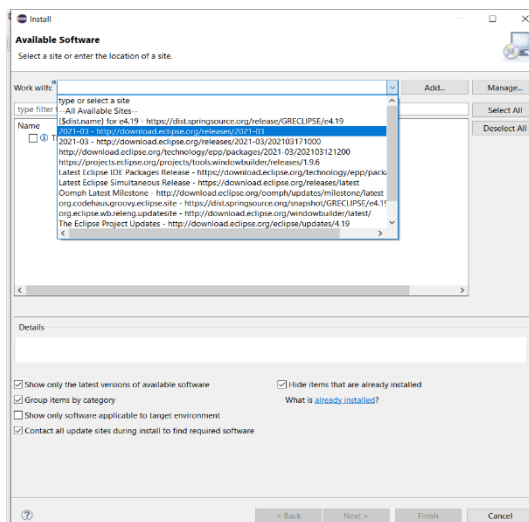 Install
Available Software
Select a site or enter the location of a site.
Work with:
Add...
Manage...
type or select a site
--All Available Sites--
{$dist.name} for e4.19 - https://dist.springsource.org/release/GRECLIPSE/e4.19
2021-03 - http://download.eclipse.org/releases/2021-03
2021-03 - http://download.eclipse.org/releases/2021-03/202103171000
http://download.eclipse.org/technology/epp/packages/2021-03/202103121200
https://projects.eclipse.org/projects/tools.windowbuilder/releases/1.9.6
Latest Eclipse IDE Packages Release - https://download.eclipse.org/technology/epp/packa
Latest Eclipse Simultaneous Release - https://download.eclipse.org/releases/latest
Oomph Latest Milestone - http://download.eclipse.org/oomph/updates/milestone/latest
org.codehaus.groovy.eclipse.site - https://dist.springsource.org/snapshot/GRECLIPSE/e4.19
org.eclipse.wb.releng.updatesite - http://download.eclipse.org/windowbuilder/latest/
The Eclipse Project Updates - https://download.eclipse.org/eclipse/updates/4.19
type filter
Select All
Name
Deselect All
Details
Show only the latest versions of available software
Hide items that are already installed
Group items by category
What is already installed?
Show only software applicable to target environment
Contact all update sites during install to find required software
< Back
Next >
Finish
Cancel